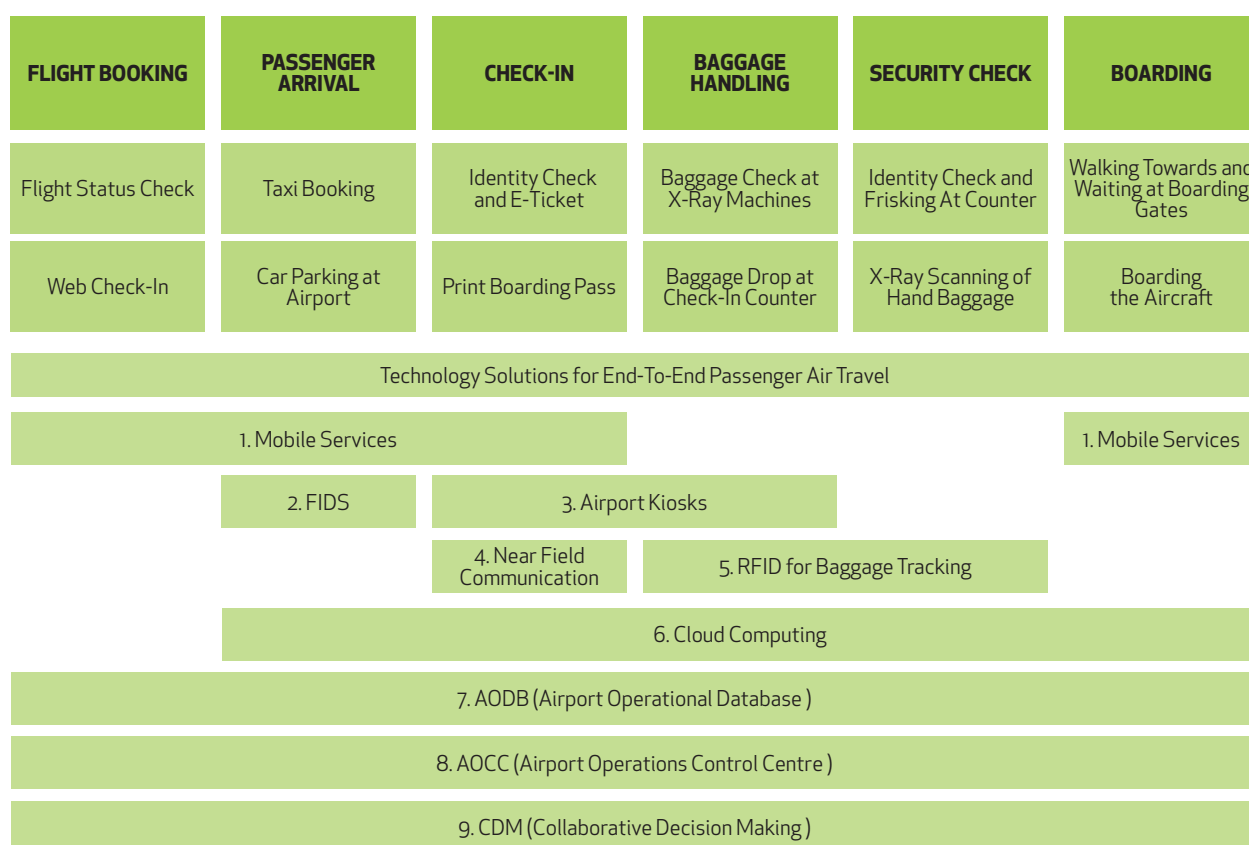 FLIGHT BOOKING
PASSENGER
ARRIVAL
CHECK-IN
BAGGAGE
HANDLING
SECURITY CHECK
BOARDING
Flight Status Check
Taxi Booking
Identity Check
and E-Ticket
Baggage Check at
X-Ray Machines
Identity Check and
Frisking At Counter
Walking Towards and
Waiting at Boarding
Gates
Web Check-In
Car Parking at
Airport
Print Boarding Pass
Baggage Drop at
Check-In Counter
X-Ray Scanning of
Hand Baggage
Boarding
the Aircraft
Technology Solutions for End-To-End Passenger Air Travel
1. Mobile Services
1. Mobile Services
2. FIDS
3. Airport Kiosks
4. Near Field
Communication
5. RFID for Baggage Tracking
6. Cloud Computing
7. AODB (Airport Operational Database )
8. AOCC (Airport Operations Control Centre )
9. CDM (Collaborative Decision Making )